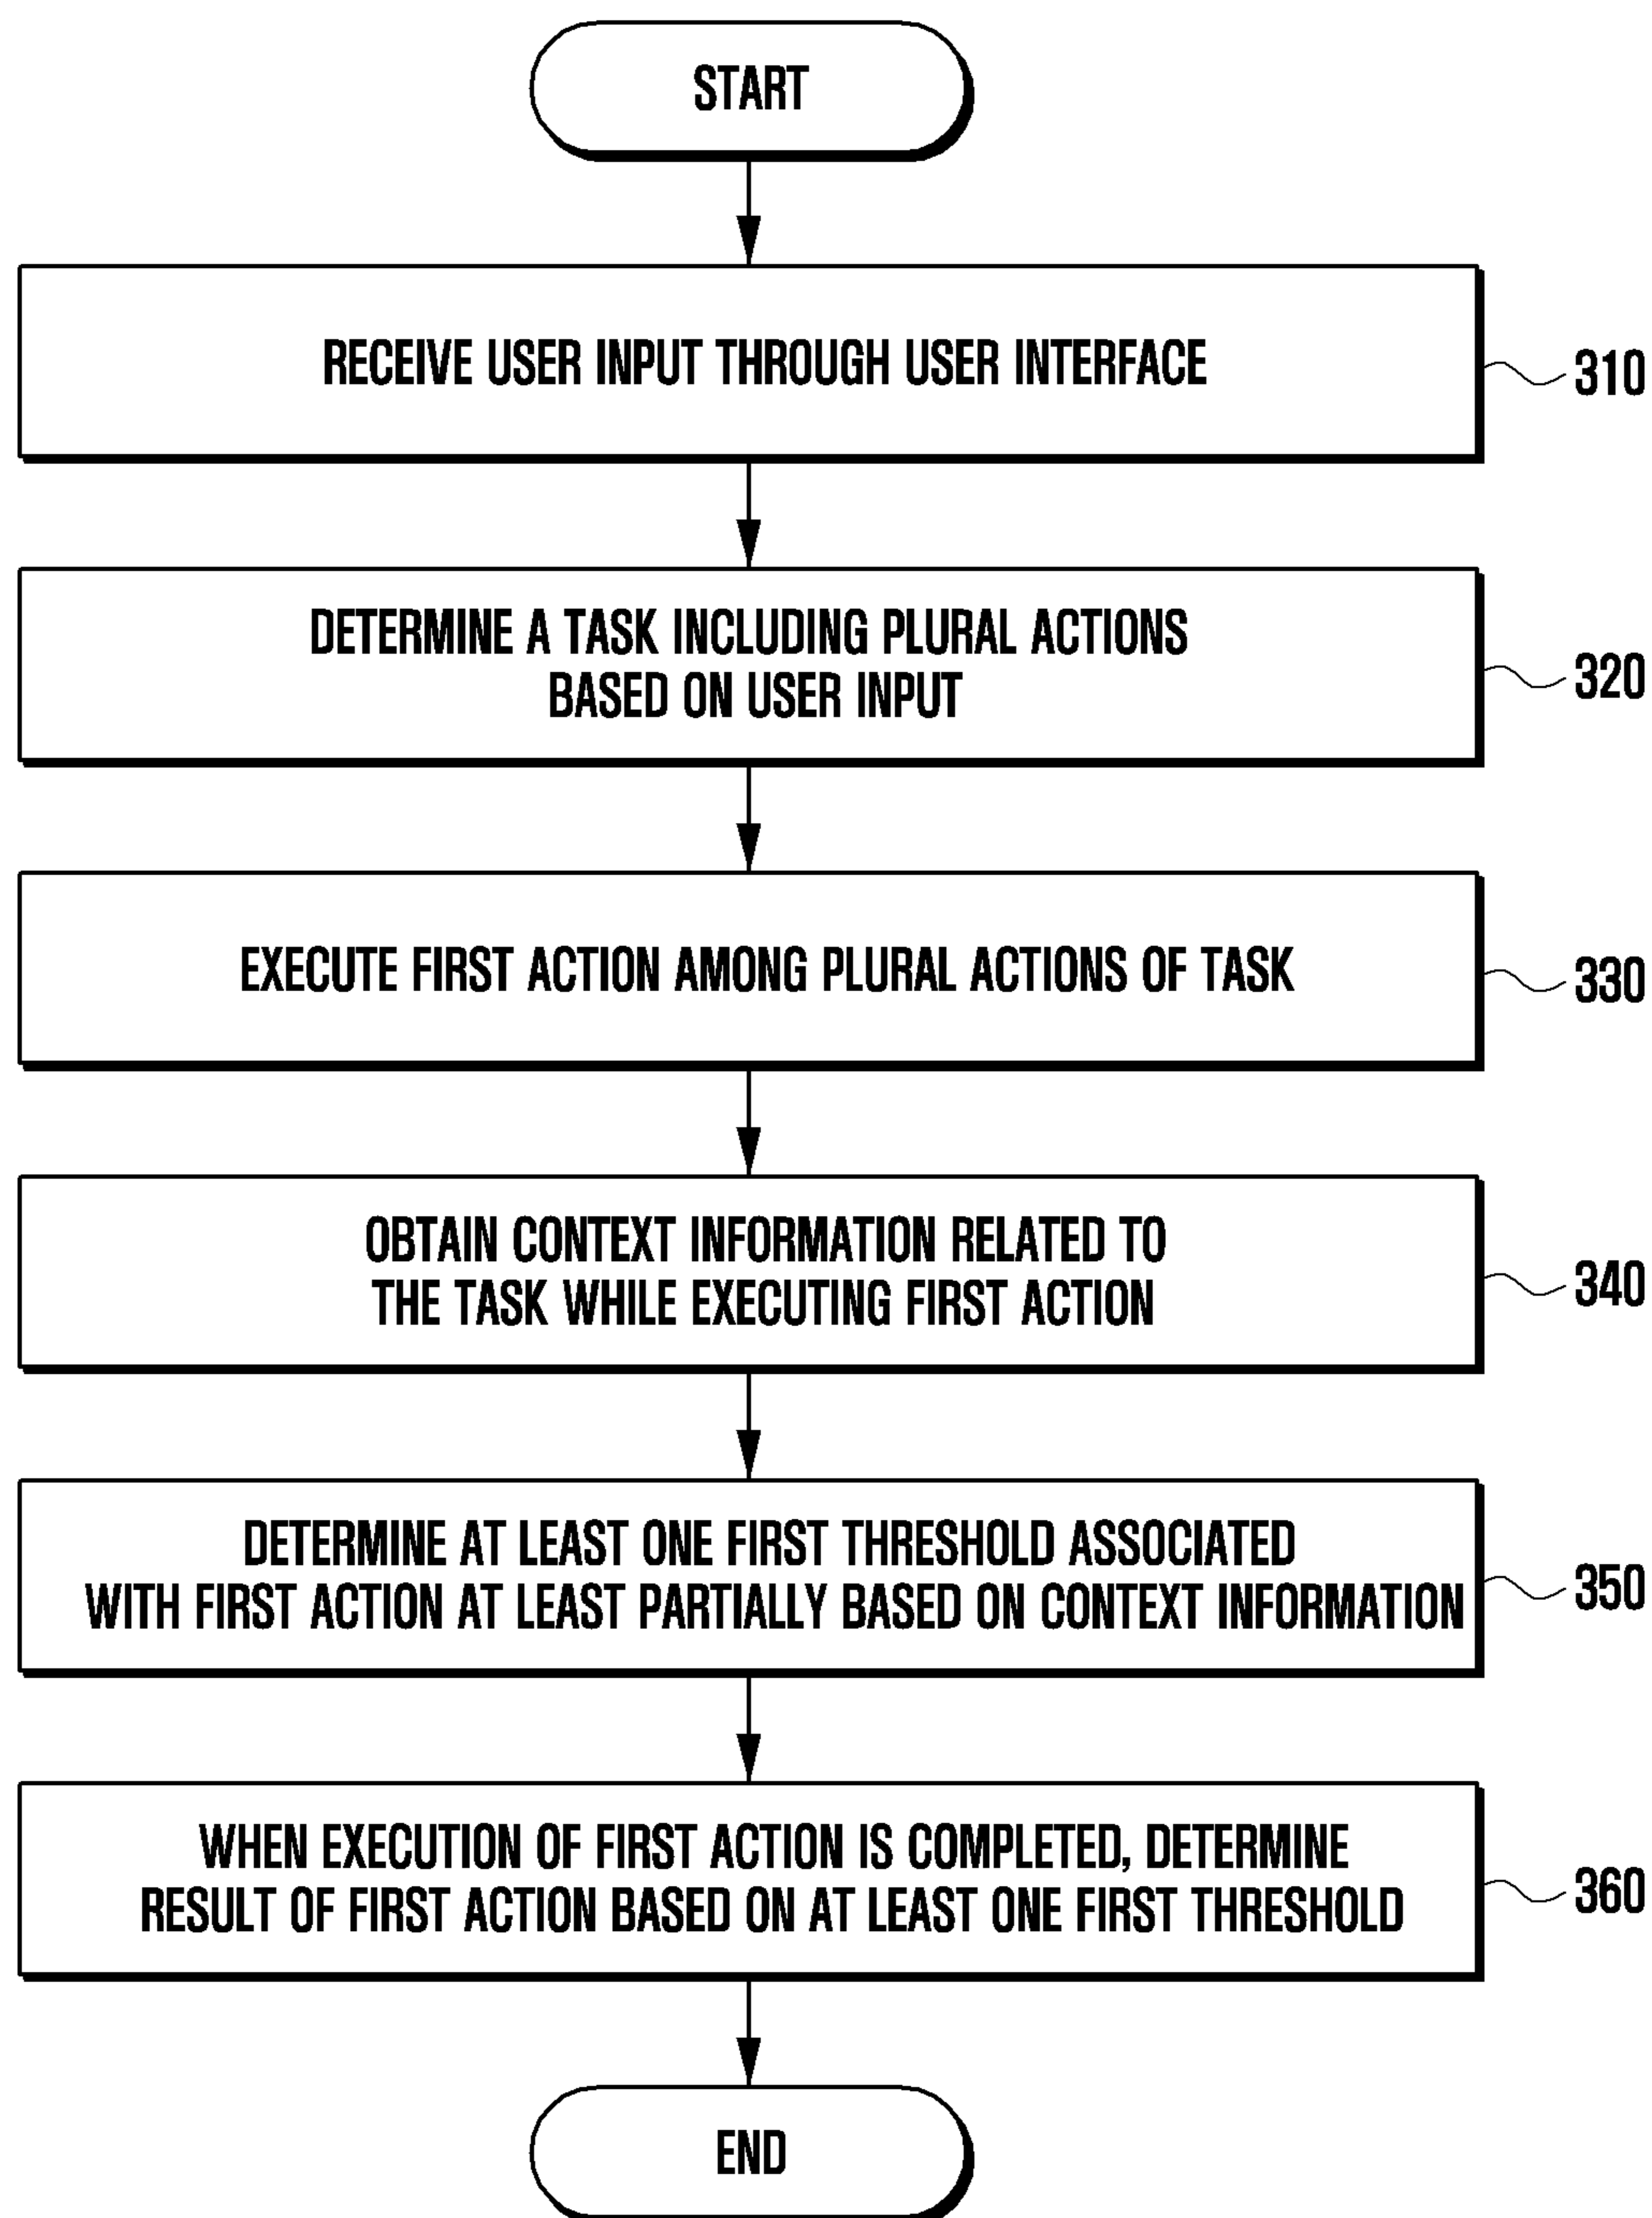 START
RECEIVE USER INPUT THROUGH USER INTERFACE
310
DETERMINE A TASK INCLUDING PLURAL ACTIONS
BASED ON USER INPUT
320
EXECUTE FIRST ACTION AMONG PLURAL ACTIONS OF TASK
330
OBTAIN CONTEXT INFORMATION RELATED TO
THE TASK WHILE EXECUTING FIRST ACTION
340
DETERMINE AT LEAST ONE FIRST THRESHOLD ASSOCIATED
WITH FIRST ACTION AT LEAST PARTIALLY BASED ON CONTEXT INFORMATION
350
WHEN EXECUTION OF FIRST ACTION IS COMPLETED, DETERMINE
RESULT OF FIRST ACTION BASED ON AT LEAST ONE FIRST THRESHOLD
360
END